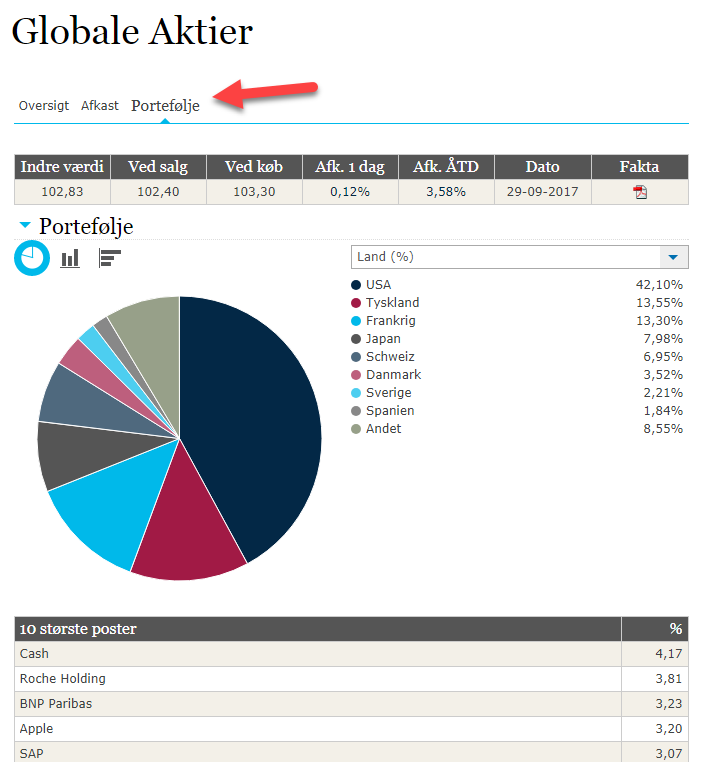 Globale Aktier
Oversigt Afkast Portefølje
Indre værdi Ved salg Ved køb Afk. 1 dag Afk. ÅTD Dato Fakta
102,83 102,40 103,30 0,12% 3,58% 29-09-2017
Portefølje
Land (%)
USA 42,10%
Tyskland 13,55%
Frankrig 13,30%
Japan 7,98%
Schweiz 6,95%
Danmark 3,52%
Sverige 2,21%
Spanien 1,84%
Andet 8,55%
10 største poster %
Cash 4,17
Roche Holding 3,81
BNP Paribas 3,23
Apple 3,20
SAP 3,07